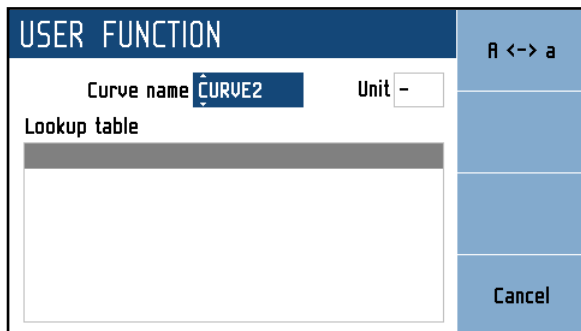 USER FUNCTION
A <-> a
Curve name CURVE2 Unit -
Lookup table
Cancel